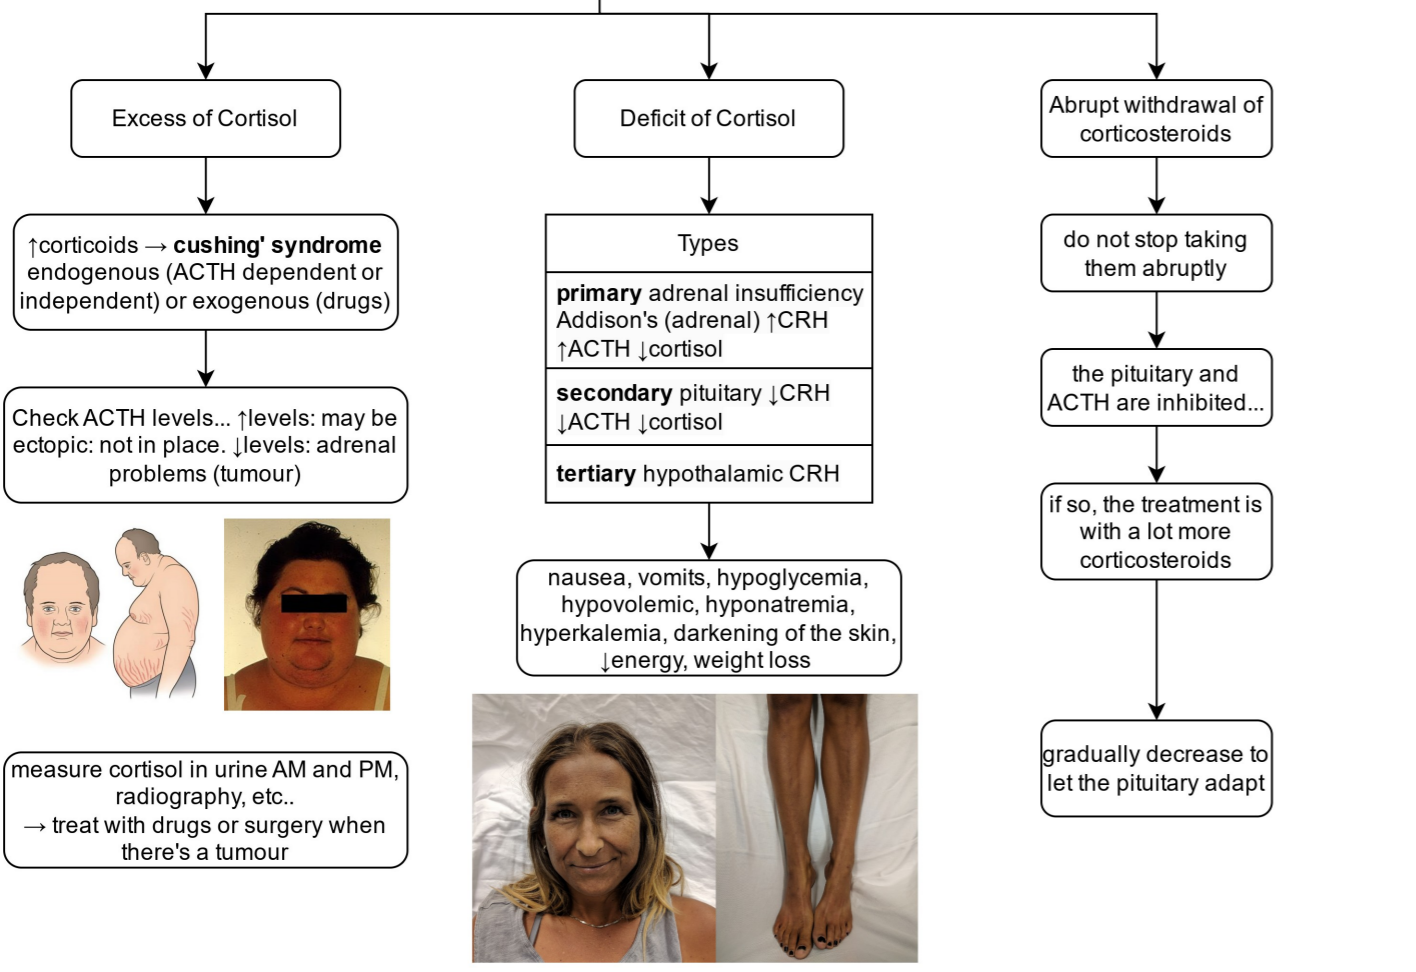 Excess of Cortisol
↑corticoids → cushing' syndrome
endogenous (ACTH dependent or
independent) or exogenous (drugs)
Check ACTH levels... ↑levels: may be
ectopic: not in place. ↓levels: adrenal
problems (tumour)
measure cortisol in urine AM and PM,
radiography, etc..
→ treat with drugs or surgery when
there's a tumour
Deficit of Cortisol
Types
primary adrenal insufficiency
Addison's (adrenal) ↑CRH
↑ACTH ↓cortisol
secondary pituitary ↓CRH
↓ACTH ↓cortisol
tertiary hypothalamic CRH
nausea, vomits, hypoglycemia,
hypovolemic, hyponatremia,
hyperkalemia, darkening of the skin,
↓energy, weight loss
Abrupt withdrawal of
corticosteroids
do not stop taking
them abruptly
the pituitary and
ACTH are inhibited...
if so, the treatment is
with a lot more
corticosteroids
gradually decrease to
let the pituitary adapt